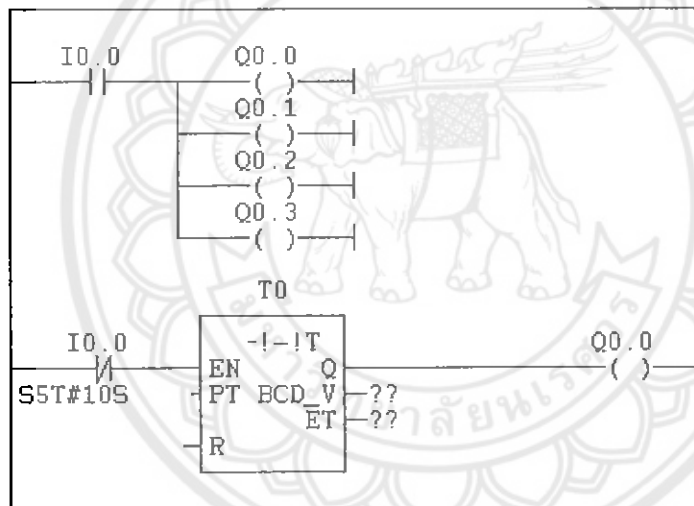 I0.0 Q0.0
( )
Q0.1
( )
Q0.2
( )
Q0.3
( )
T0
-!-!T
I0.0 Q0.0
EN Q ( )
S5T#10S PT BCD_V ??
ET ??
R